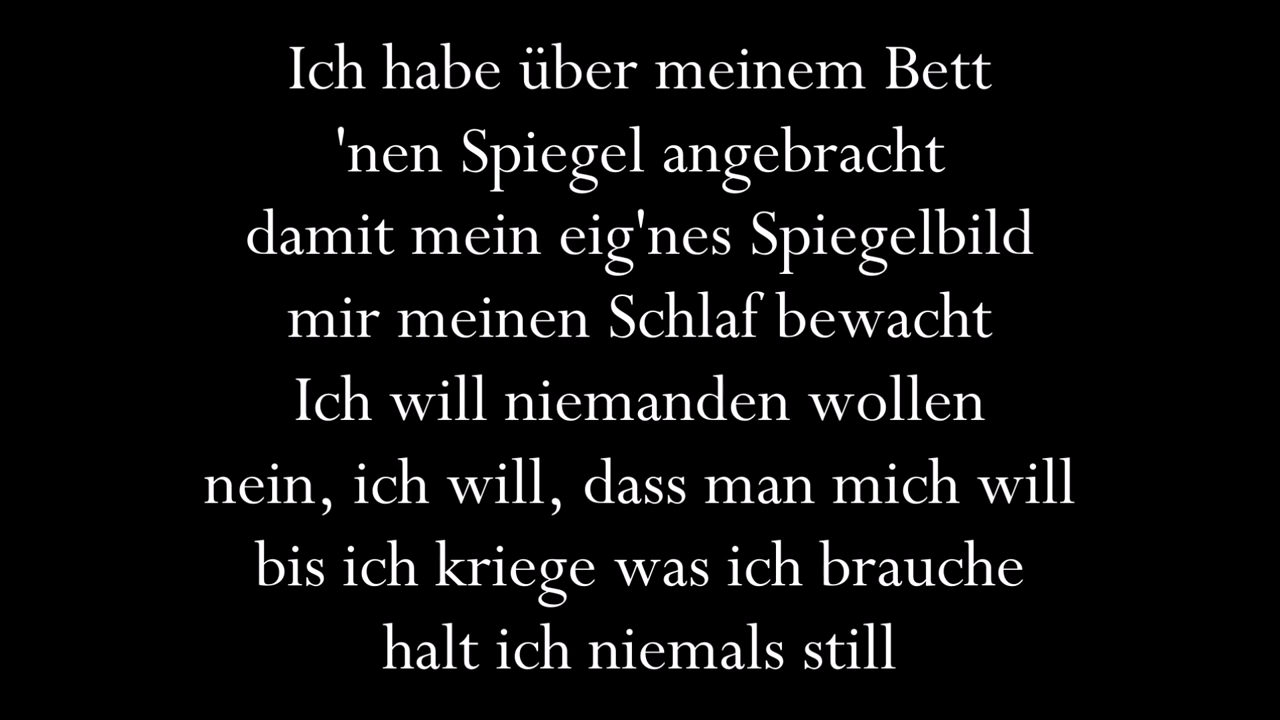 Ich habe über meinem Bett
'nen Spiegel angebracht
damit mein eig'nes Spiegelbild
mir meinen Schlaf bewacht
Ich will niemanden wollen
nein, ich will, dass man mich will
bis ich kriege was ich brauche
halt ich niemals still